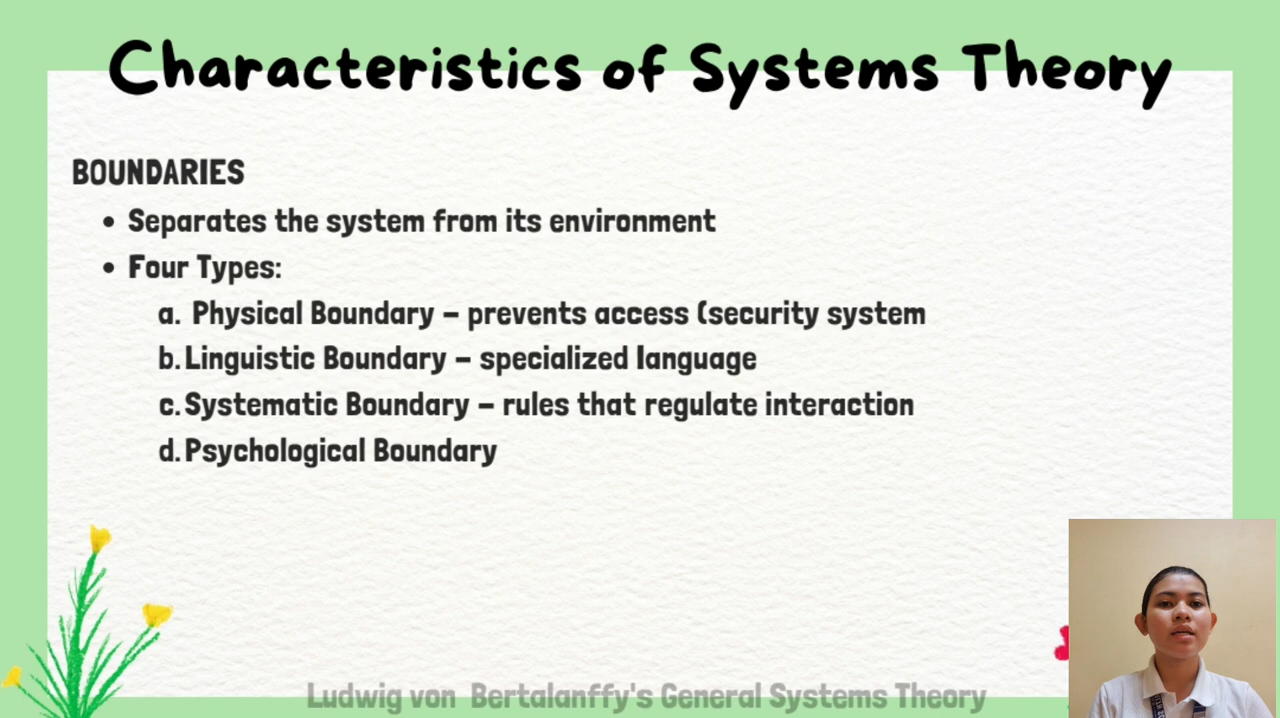 Characteristics of Systems Theory
BOUNDARIES
• Separates the system from its environment
• Four Types:
a. Physical Boundary – prevents access (security system
b. Linguistic Boundary – specialized language
c. Systematic Boundary – rules that regulate interaction
d. Psychological Boundary
Ludwig von Bertalanffy's General Systems Theory